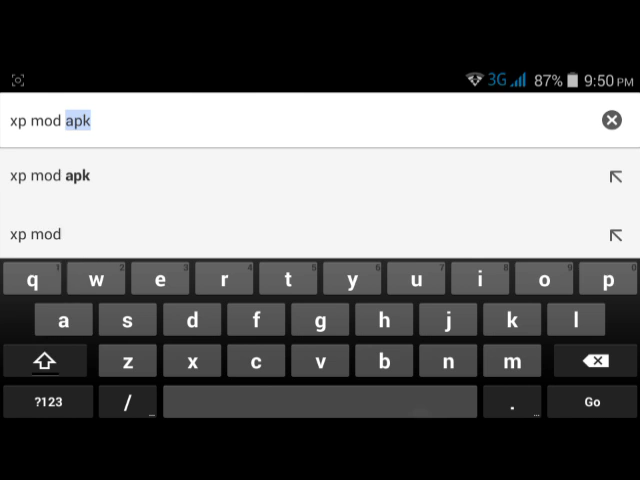 3G 87% 9:50 PM
xp mod apk
xp mod apk
xp mod
q 1 w 2 e 3 r 4 t 5 y 6 u 7 i 8 o 9 p 0
a s d f g h j k l
z x c v b n m
?123 / ... . ... Go